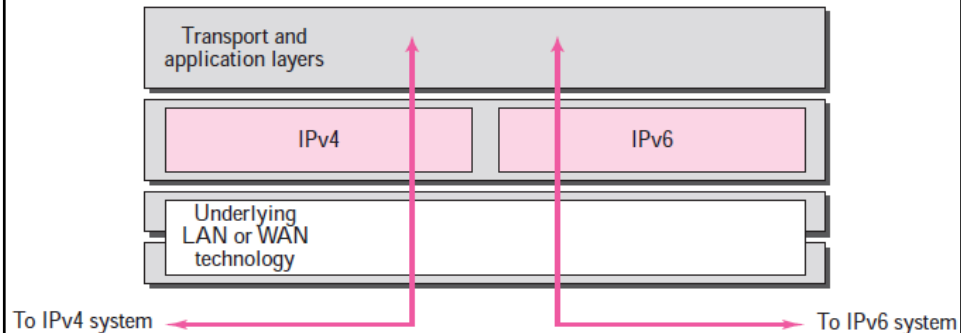 Transport and
application layers
IPv4
IPv6
Underlying
LAN or WAN
technology
To IPv4 system
To IPv6 system